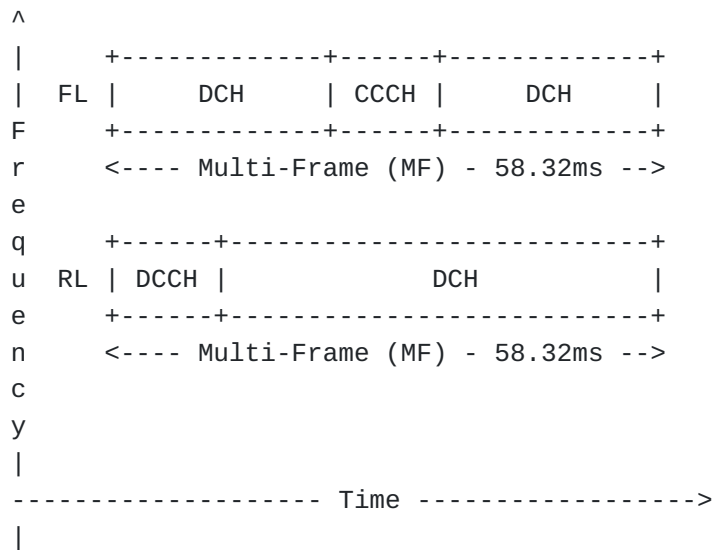 ^
|      +-------------+------+-------------+
|  FL |     DCH     | CCCH |     DCH     |
F      +-------------+------+-------------+
r      <---- Multi-Frame (MF) - 58.32ms -->
e
q      +------+---------------------------+
u  RL | DCCH |             DCH           |
e      +------+---------------------------+
n      <---- Multi-Frame (MF) - 58.32ms -->
c
y
|
-------------------- Time ------------------>
|